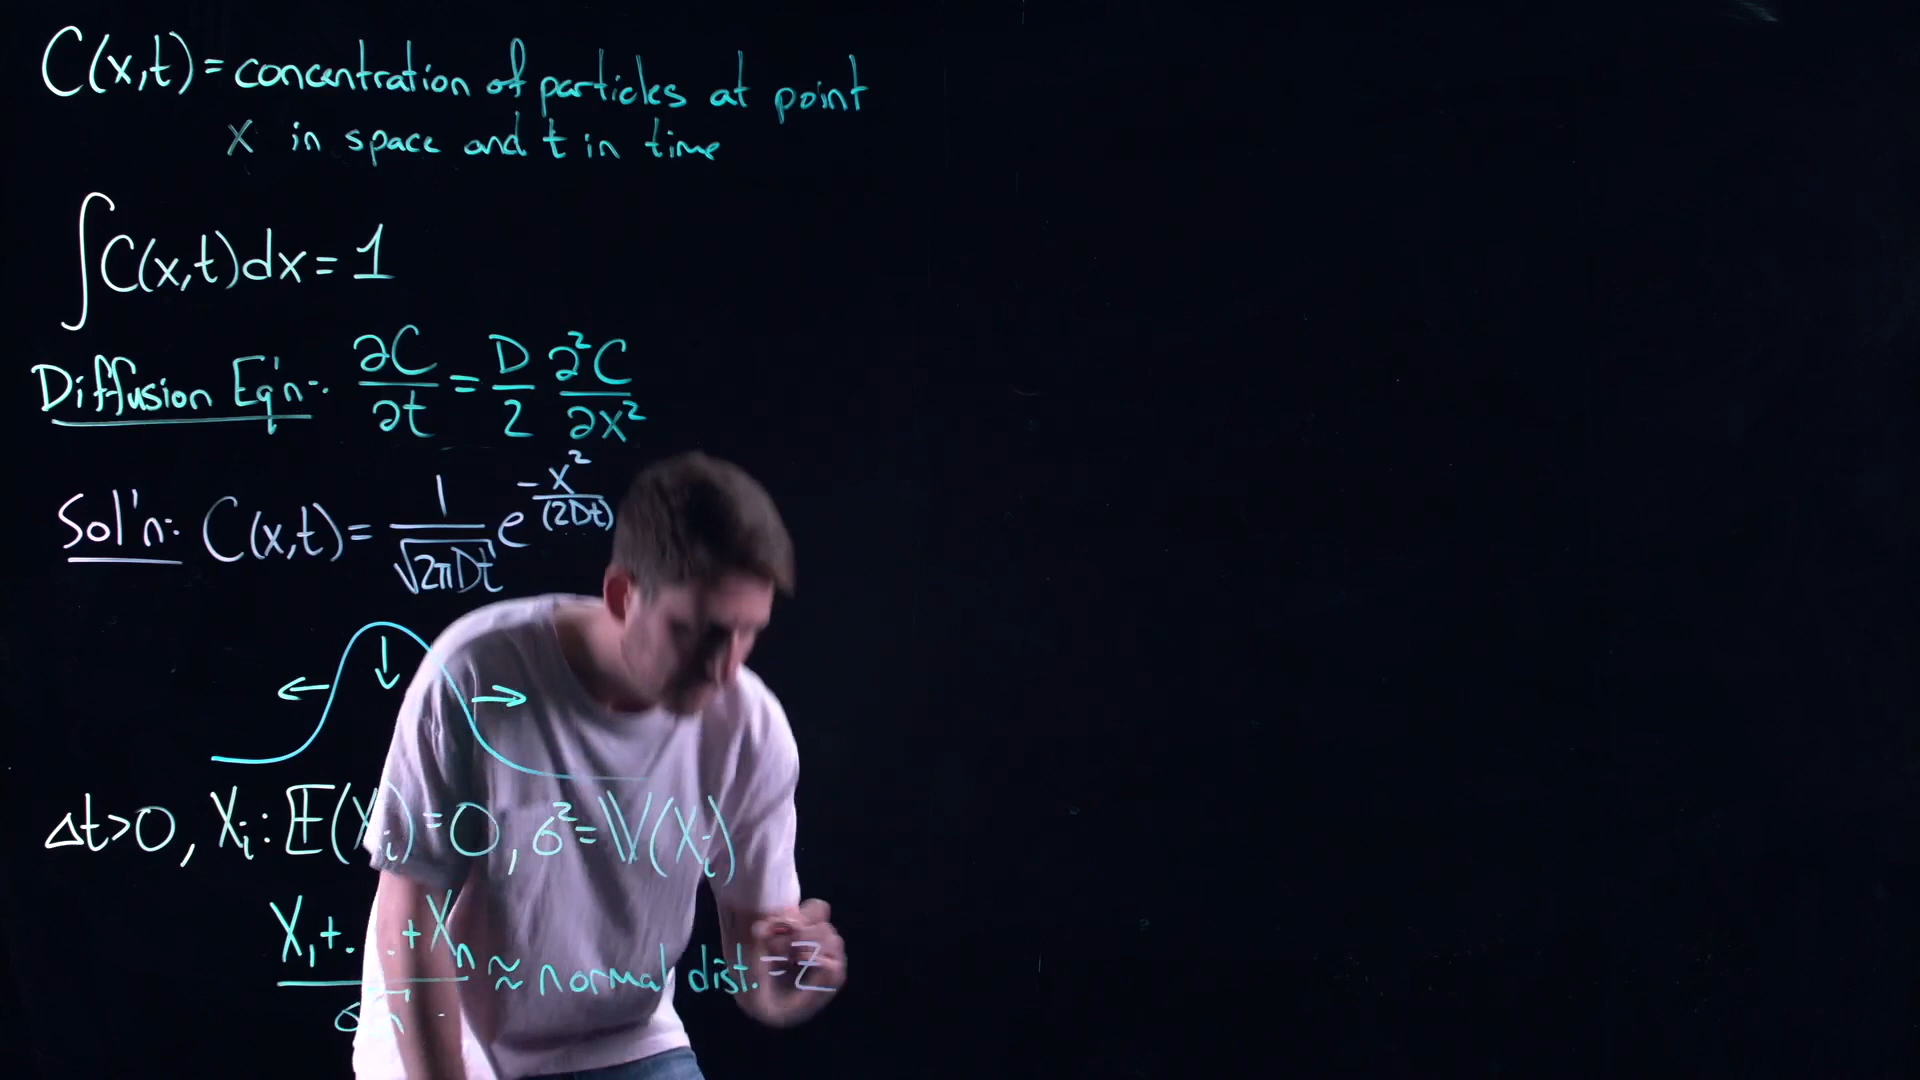 C(x,t) = concentration of particles at point
x in space and t in time
∫C(x,t)dx = 1
Diffusion Eq'n: ∂C/∂t = D/2 ∂²C/∂x²
Sol'n: C(x,t) = 1/√(2πDt) e^(-x²/(2Dt))
Δt>0, Xᵢ: 𝔼(Xᵢ)=0, σ²=𝕍(Xᵢ)
(X₁+...+Xₙ)/(σ√n) ≈ normal dist. = Z